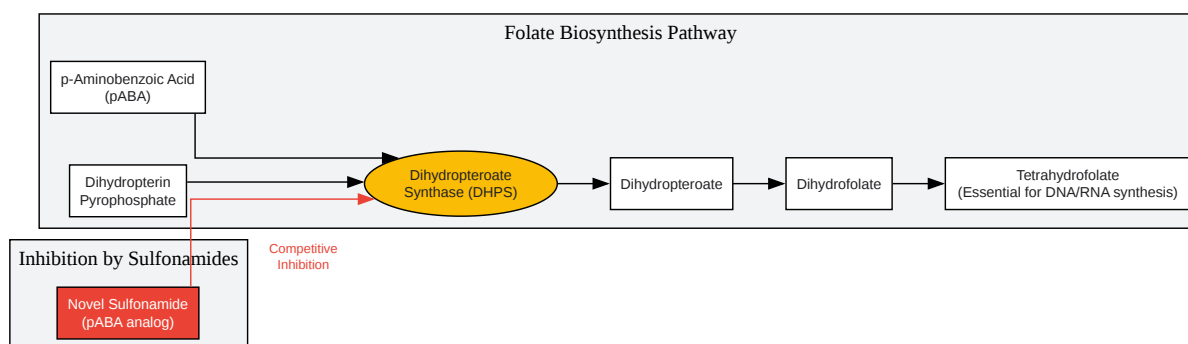 Folate Biosynthesis Pathway
p-Aminobenzoic Acid
(pABA)
Dihydropterin
Pyrophosphate
Dihydropteroate
Synthase (DHPS)
Dihydropteroate
Dihydrofolate
Tetrahydrofolate
(Essential for DNA/RNA synthesis)
Inhibition by Sulfonamides
Competitive
Inhibition
Novel Sulfonamide
(pABA analog)